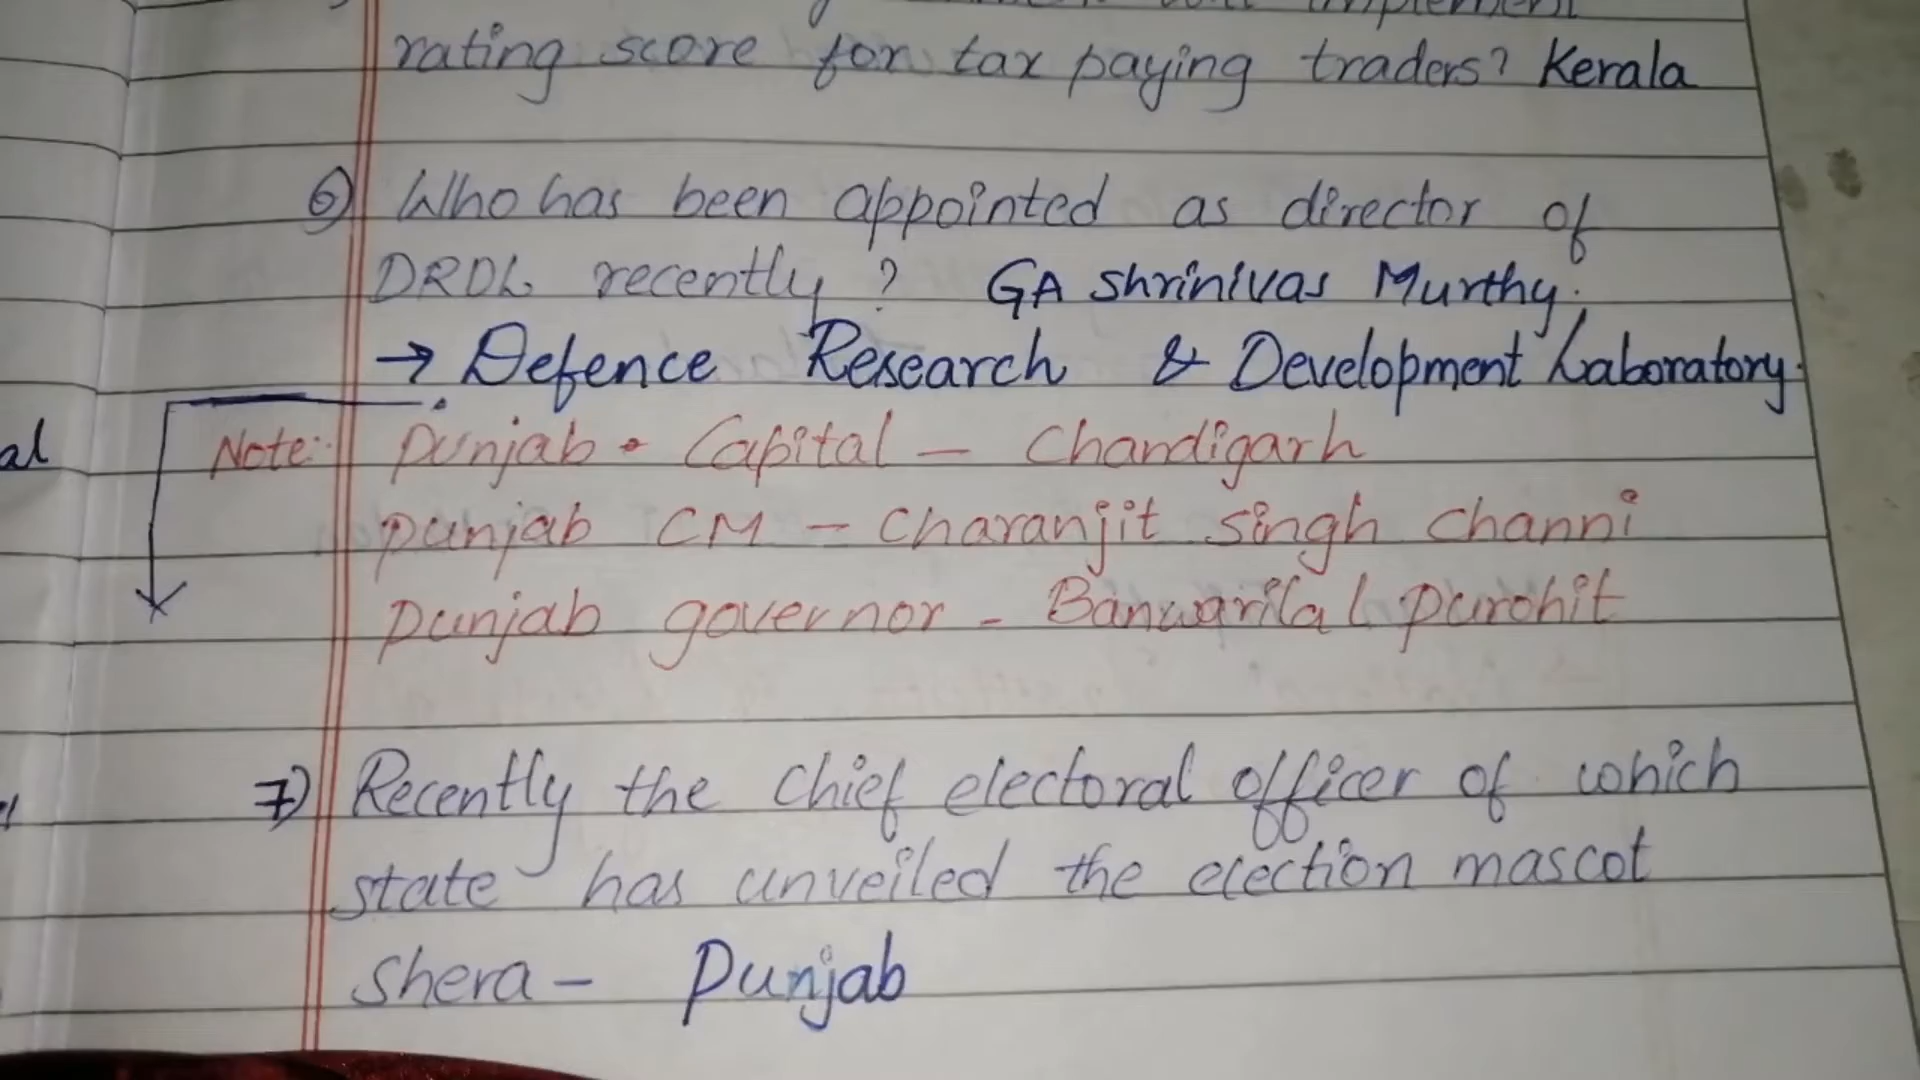 implement
rating score for tax paying traders? Kerala
6) Who has been appointed as director of
DRDL recently? GA Shrinivas Murthy.
→ Defence Research & Development Laboratory.
Note:- Punjab - Capital - Chandigarh
Punjab CM - Charanjit Singh Channi
Punjab governor - Banwarilal Purohit
7) Recently the Chief electoral officer of which
state has unveiled the election mascot
Shera - Punjab
al